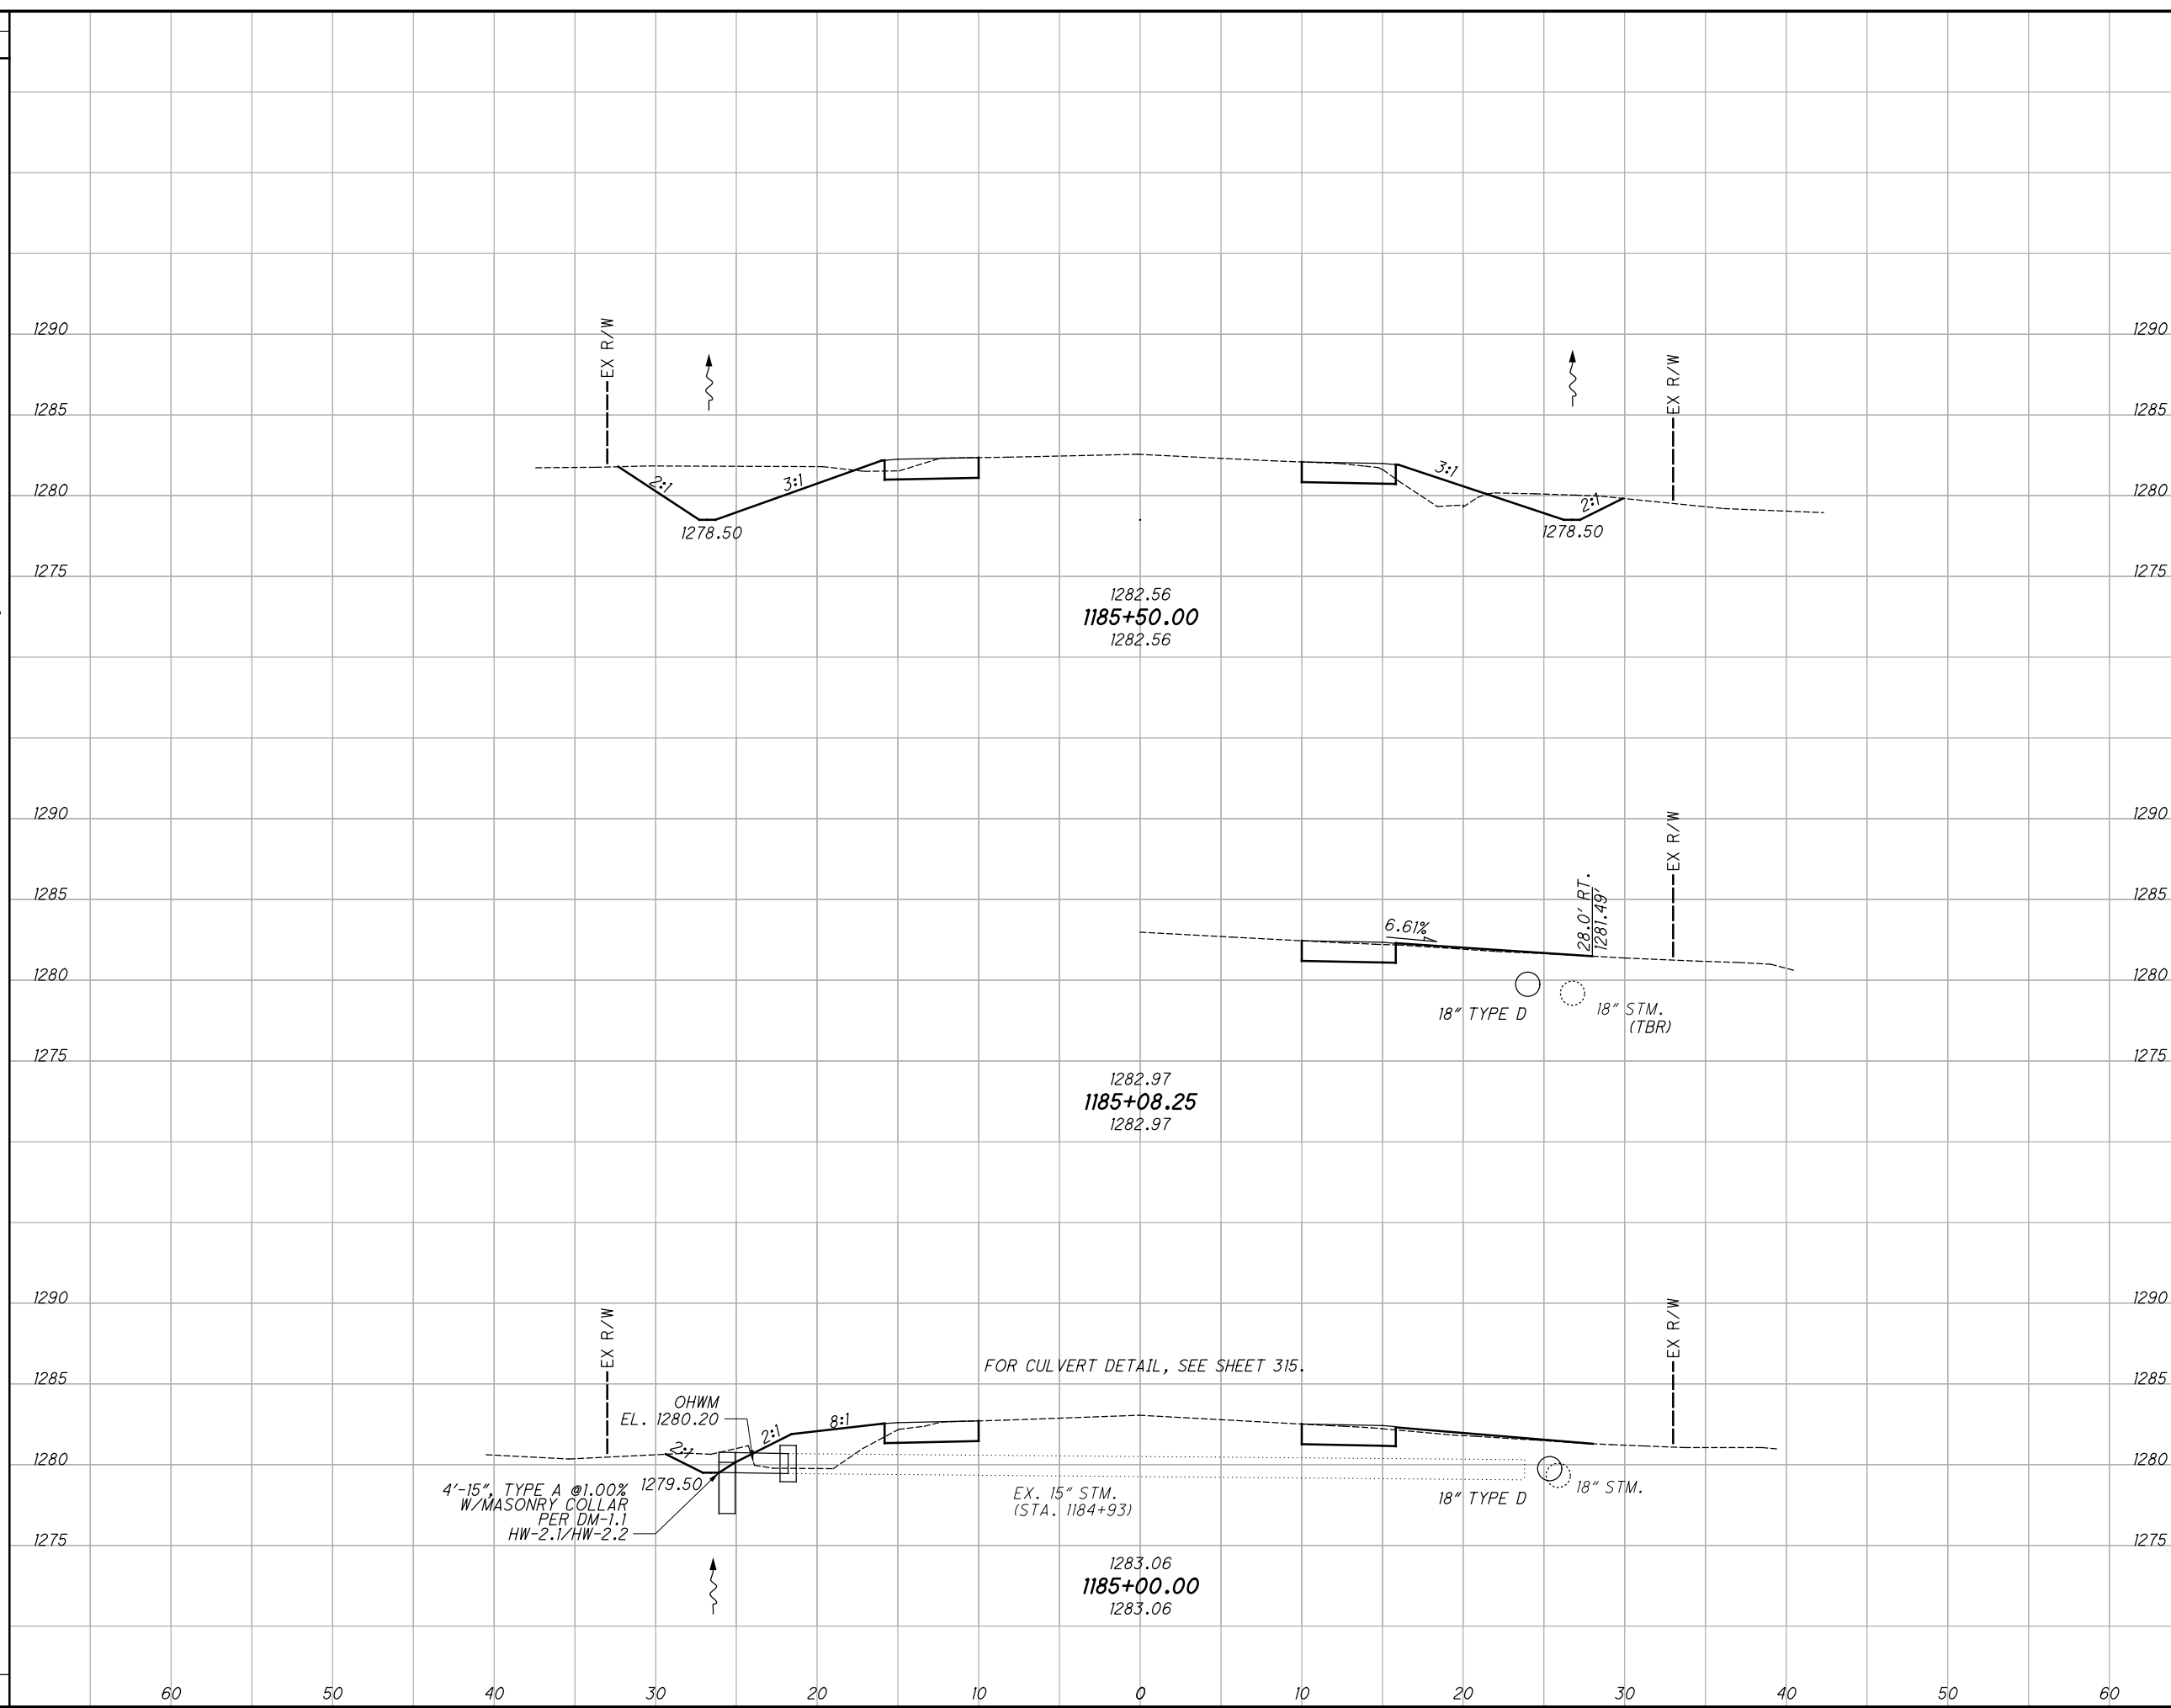 1290
EX R/W
EX R/W
1290
1285
1285
2:1
3:1
3:1
2:1
1280
1280
1278.50
1278.50
1275
1275
1282.56
1185+50.00
1282.56
1290
EX R/W
1290
1285
28.0' RT.
1281.49'
1285
6.61%
1280
1280
18" TYPE D
18" STM.
(TBR)
1275
1275
1282.97
1185+08.25
1282.97
1290
EX R/W
EX R/W
1290
FOR CULVERT DETAIL, SEE SHEET 315.
1285
1285
OHWM
EL. 1280.20
2:1
2:1
8:1
1280
1280
1279.50
4'-15", TYPE A @1.00%
W/MASONRY COLLAR
PER DM-1.1
HW-2.1/HW-2.2
EX. 15" STM.
(STA. 1184+93)
18" TYPE D
18" STM.
1275
1275
1283.06
1185+00.00
1283.06
60 50 40 30 20 10 0 10 20 30 40 50 60